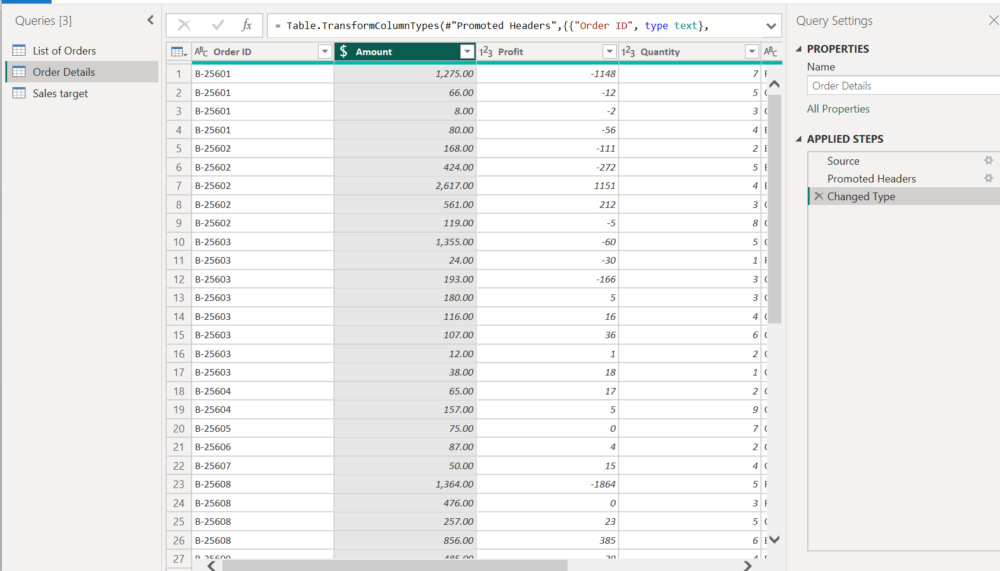 Queries [3]
List of Orders
Order Details
Sales target
fx = Table.TransformColumnTypes(#"Promoted Headers",{{"Order ID", type text},
ABC Order ID $ Amount 123 Profit 123 Quantity ABC
1 B-25601 1,275.00 -1148 7
2 B-25601 66.00 -12 5
3 B-25601 8.00 -2 3
4 B-25601 80.00 -56 4
5 B-25602 168.00 -111 2
6 B-25602 424.00 -272 5
7 B-25602 2,617.00 1151 4
8 B-25602 561.00 212 3
9 B-25602 119.00 -5 8
10 B-25603 1,355.00 -60 5
11 B-25603 24.00 -30 1
12 B-25603 193.00 -166 3
13 B-25603 180.00 5 3
14 B-25603 116.00 16 4
15 B-25603 107.00 36 6
16 B-25603 12.00 1 2
17 B-25603 38.00 18 1
18 B-25604 65.00 17 2
19 B-25604 157.00 5 9
20 B-25605 75.00 0 7
21 B-25606 87.00 4 2
22 B-25607 50.00 15 4
23 B-25608 1,364.00 -1864 5
24 B-25608 476.00 0 3
25 B-25608 257.00 23 5
26 B-25608 856.00 385 6
27
Query Settings
PROPERTIES
Name
Order Details
All Properties
APPLIED STEPS
Source
Promoted Headers
Changed Type